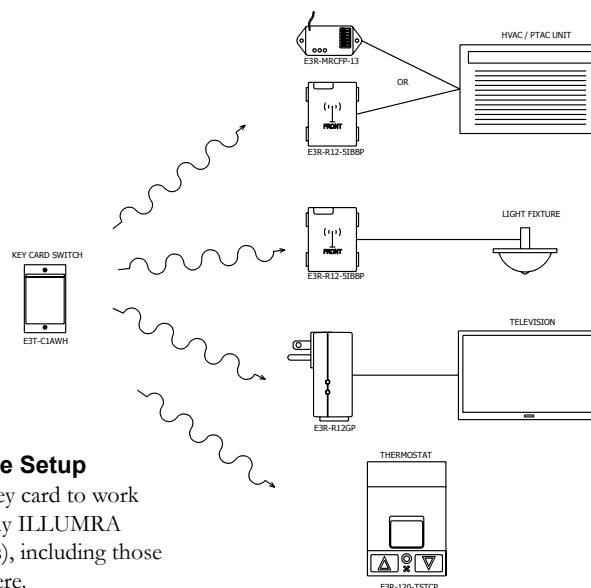 HVAC / PTAC UNIT
E3R-MRCFP-13
OR
FRONT
E3R-R12-5IBBP
LIGHT FIXTURE
FRONT
E3R-R12-5IBBP
KEY CARD SWITCH
E3T-C1AWH
TELEVISION
E3R-R12GP
THERMOSTAT
E3R-120-TSTCP
e Setup
ey card to work
y ILLUMRA
), including those
ere.